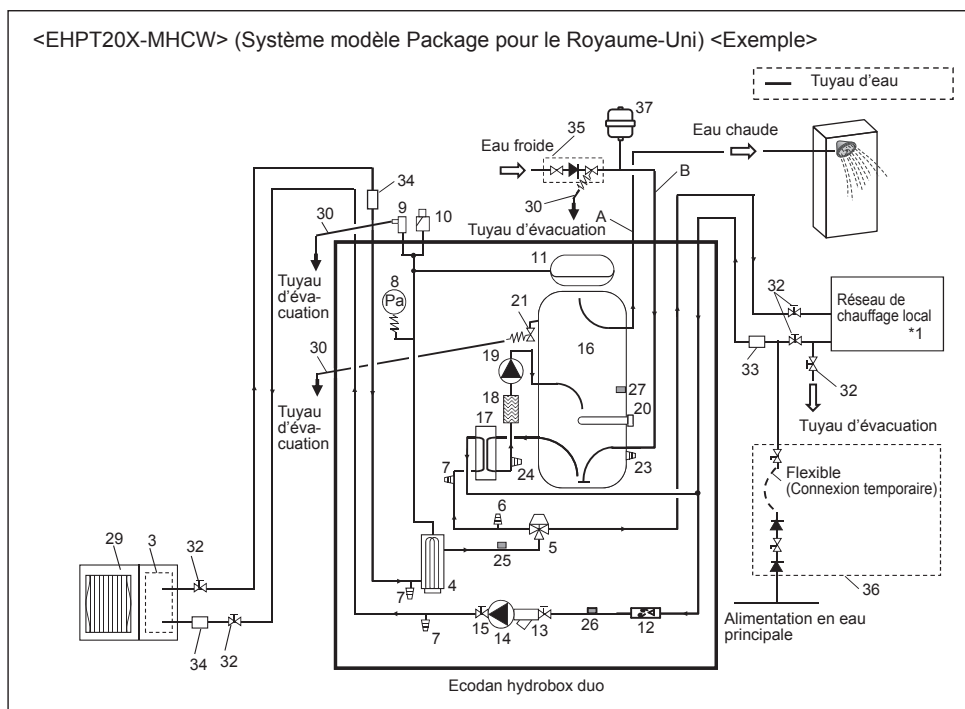 <EHPT20X-MHCW> (Système modèle Package pour le Royaume-Uni) <Exemple>
Tuyau d'eau
37
35
Eau froide
Eau chaude
B
34
30
9
10
30
A
Tuyau d'évacuation
Tuyau
d'éva-
cuation
11
8
Pa
21
32
Réseau de
chauffage local
*1
16
19
33
32
30
27
18
20
17
Tuyau
d'éva-
cuation
Tuyau d'évacuation
7
24
23
Flexible
(Connexion temporaire)
6
29
3
32
5
25
4
7
36
34
32
7
15
14
13
26
12
Alimentation en eau
principale
Ecodan hydrobox duo